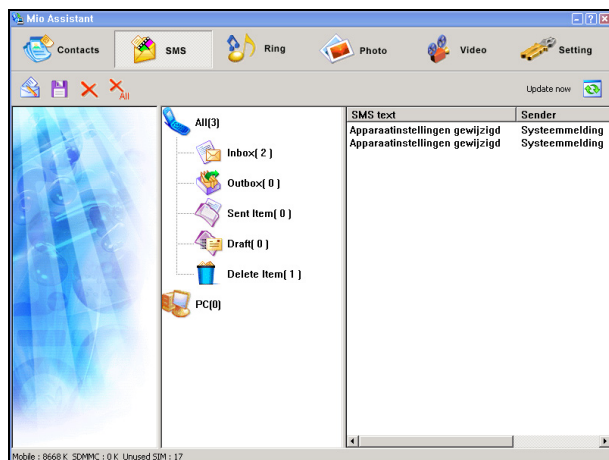 Mio Assistant
Contacts SMS Ring Photo Video Setting
All Update now
All(3) SMS text Sender
Inbox( 2 ) Apparaatinstellingen gewijzigd Systeemmelding
Apparaatinstellingen gewijzigd Systeemmelding
Outbox( 0 )
Sent Item( 0 )
Draft( 0 )
Delete Item( 1 )
PC(0)
Mobile : 8668 K SDMMC : 0 K Unused SIM : 17